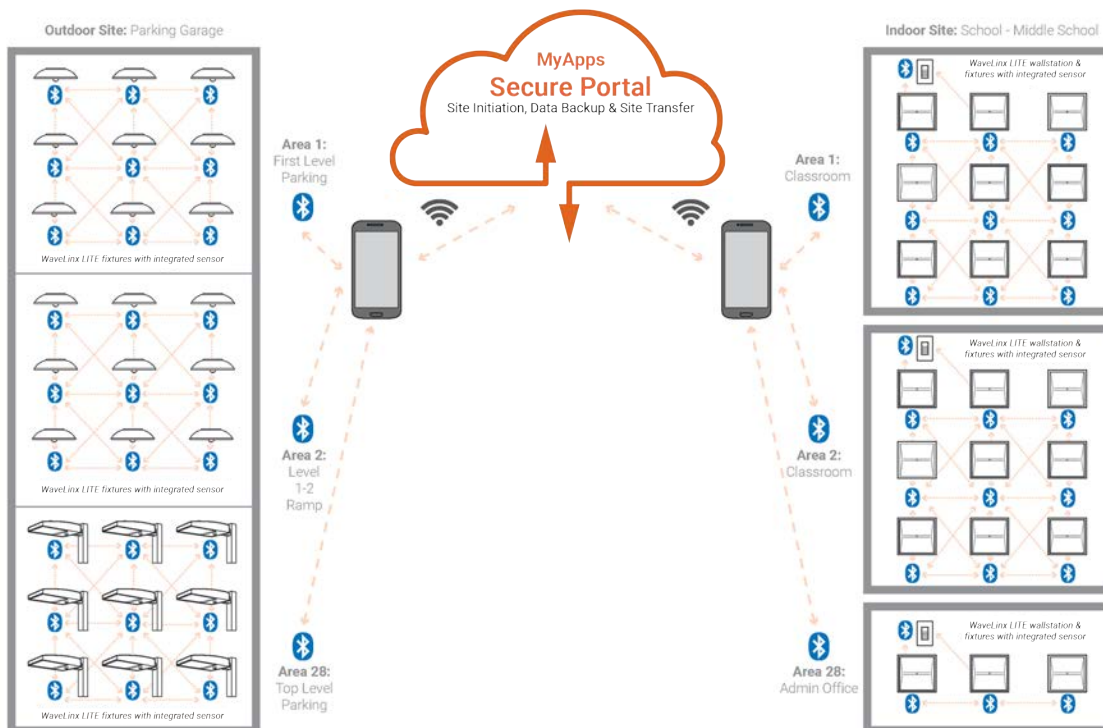 Outdoor Site: Parking Garage
WaveLinx LITE fixtures with integrated sensor
WaveLinx LITE fixtures with integrated sensor
WaveLinx LITE fixtures with integrated sensor
Area 1:
First Level
Parking
Area 2:
Level
1-2
Ramp
Area 28:
Top Level
Parking
MyApps
Secure Portal
Site Initiation, Data Backup & Site Transfer
Area 1:
Classroom
Area 2:
Classroom
Area 28:
Admin Office
Indoor Site: School - Middle School
WaveLinx LITE wallstation &
fixtures with integrated sensor
WaveLinx LITE wallstation &
fixtures with integrated sensor
WaveLinx LITE wallstation &
fixtures with integrated sensor